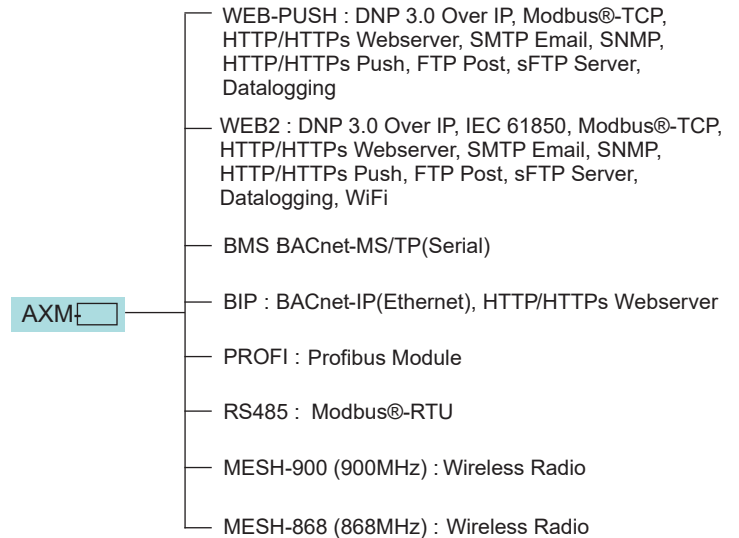 WEB-PUSH : DNP 3.0 Over IP, Modbus®-TCP,
HTTP/HTTPs Webserver, SMTP Email, SNMP,
HTTP/HTTPs Push, FTP Post, sFTP Server,
Datalogging
WEB2 : DNP 3.0 Over IP, IEC 61850, Modbus®-TCP,
HTTP/HTTPs Webserver, SMTP Email, SNMP,
HTTP/HTTPs Push, FTP Post, sFTP Server,
Datalogging, WiFi
BMS BACnet-MS/TP(Serial)
BIP : BACnet-IP(Ethernet), HTTP/HTTPs Webserver
AXM-
PROFI : Profibus Module
RS485 : Modbus®-RTU
MESH-900 (900MHz) : Wireless Radio
MESH-868 (868MHz) : Wireless Radio